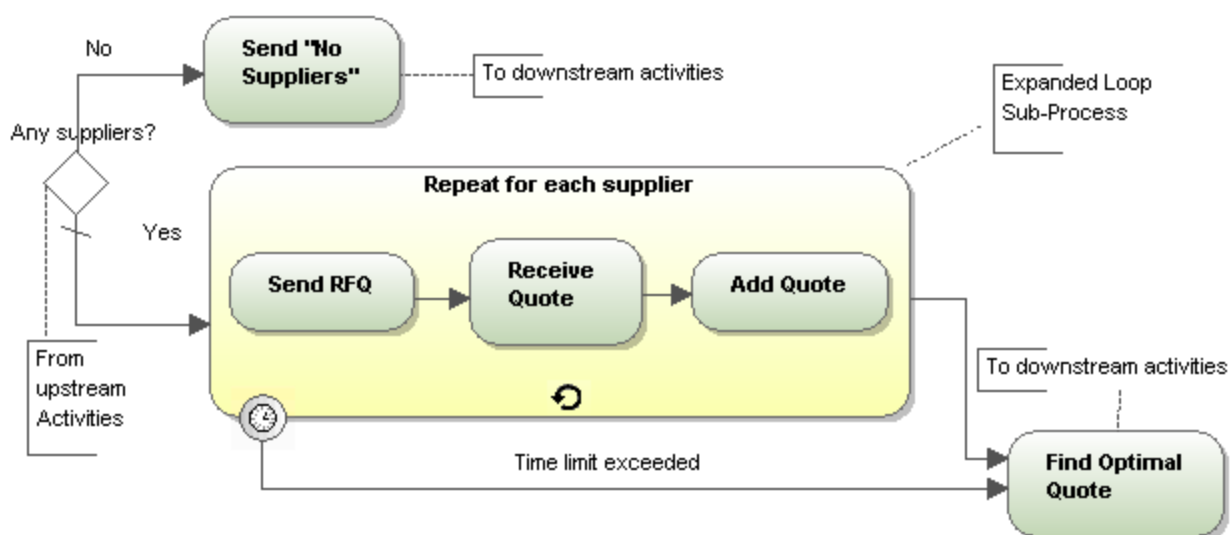 No
Send "No
Suppliers"
To downstream activities
Expanded Loop
Sub-Process
Any suppliers?
Repeat for each supplier
Yes
Send RFQ
Receive
Quote
Add Quote
From
upstream
Activities
To downstream activities
Time limit exceeded
Find Optimal
Quote